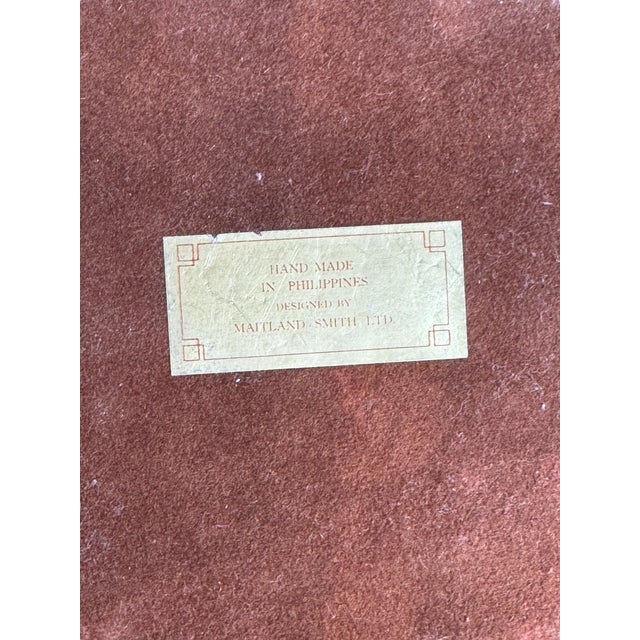 HAND MADE
IN PHILIPPINES
DESIGNED BY
MAITLAND-SMITH LTD.